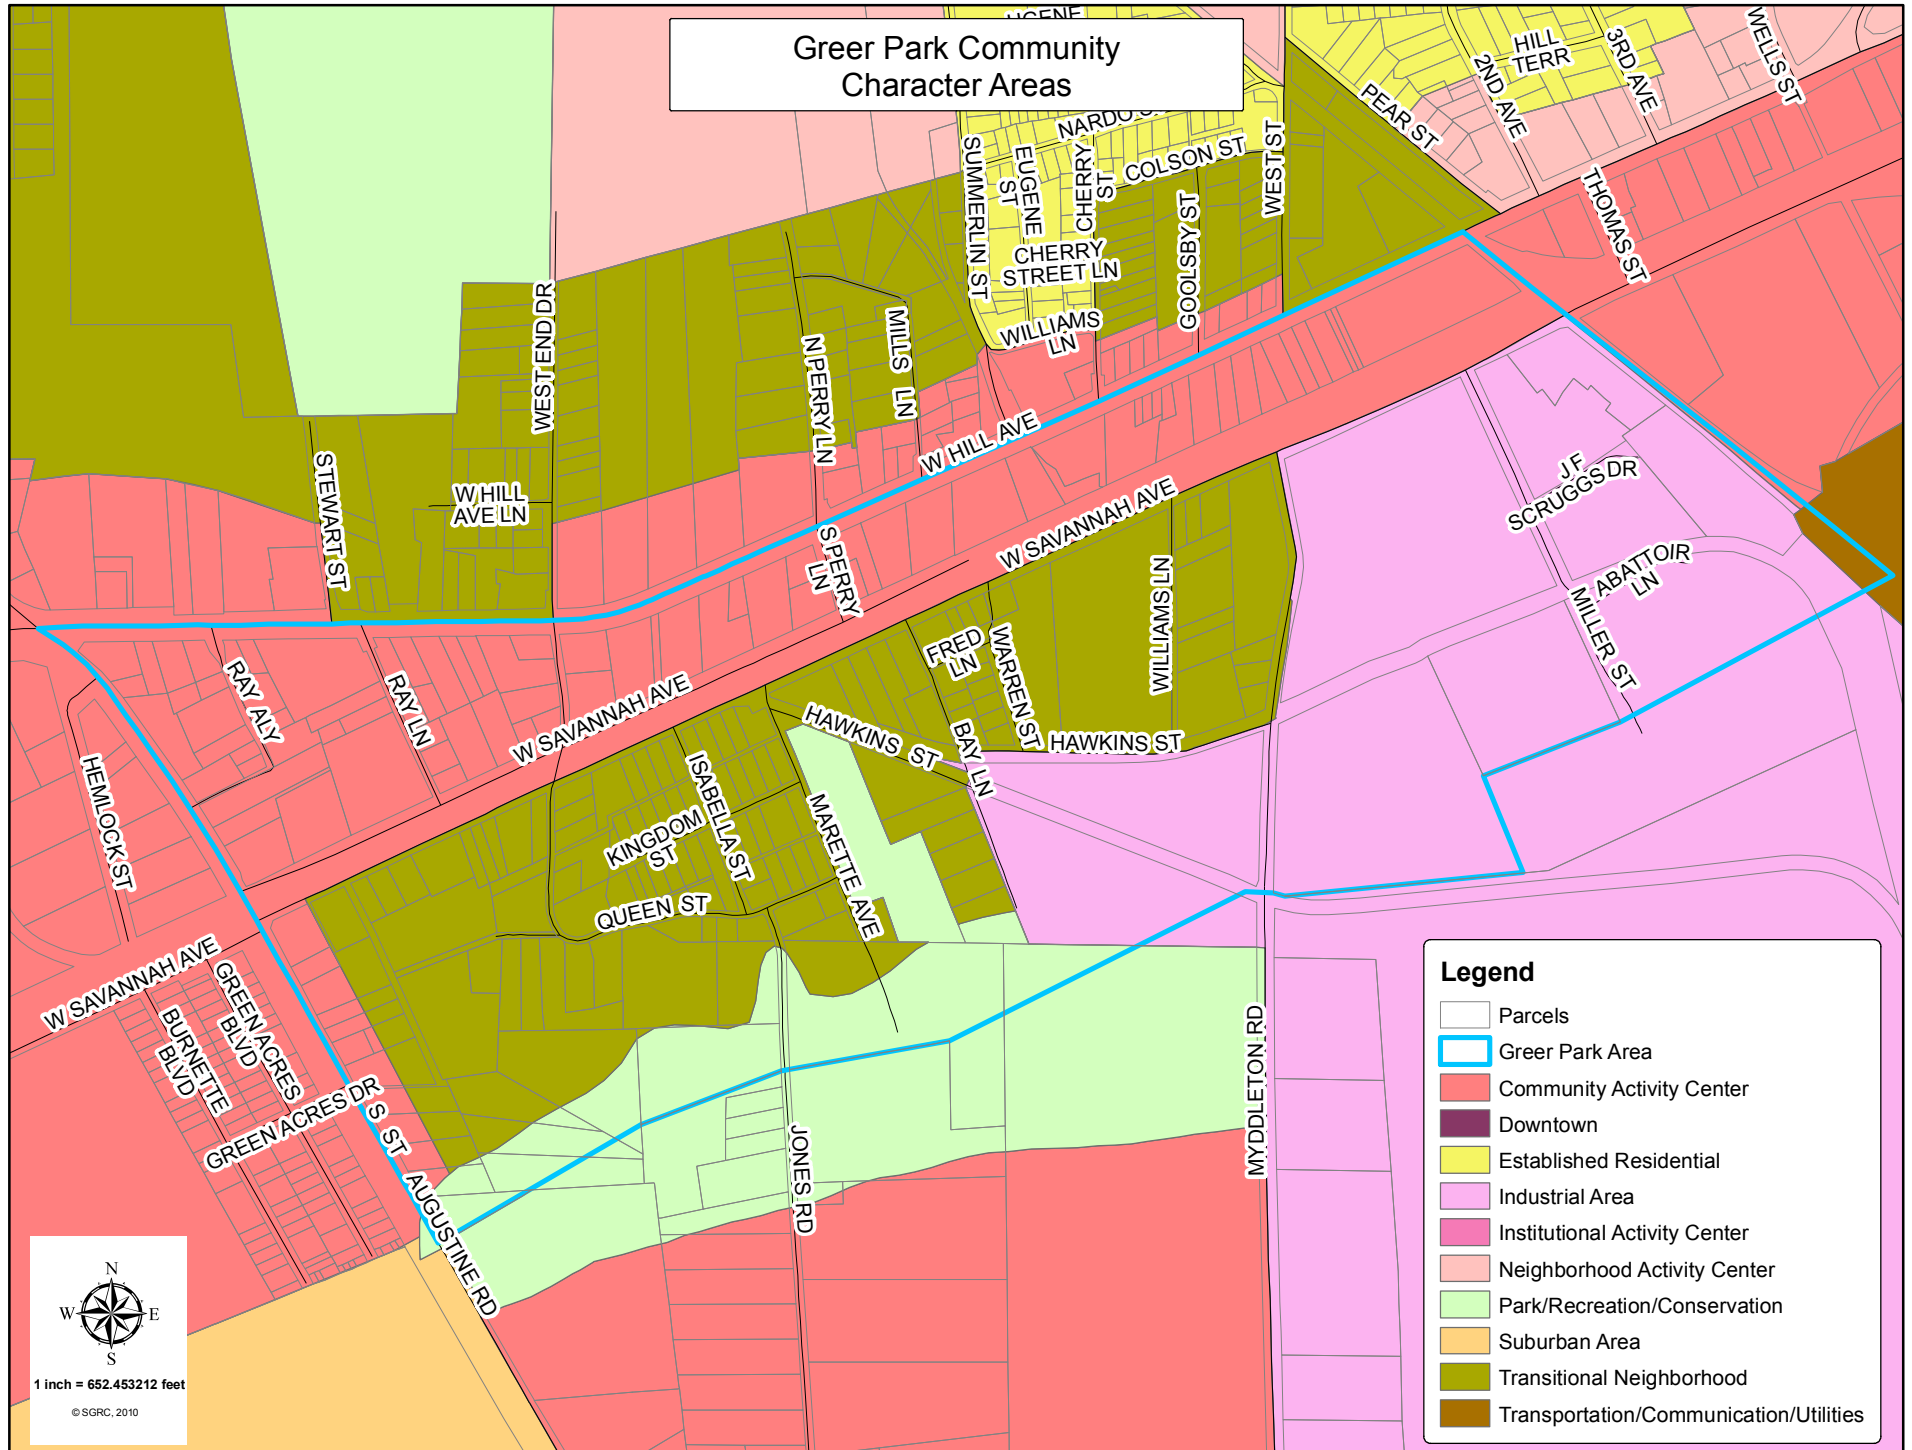 Greer Park Community
Character Areas
NARDO
SUMMERLIN ST
EUGENE
ST
CHERRY
ST
COLSON ST
WEST ST
GOOLSBY ST
CHERRY
STREET LN
WILLIAMS
LN
PEAR ST
2ND AVE
HILL
TERR
3RD AVE
WELLS ST
THOMAS ST
WEST END DR
MILLS LN
N PERRY LN
W HILL AVE
STEWART ST
W HILL
AVE LN
S PERRY
LN
W SAVANNAH AVE
WILLIAMS LN
J F
SCRUGGS DR
ABATTOIR
LN
MILLER ST
FRED
LN
WARREN ST
BAY LN
HAWKINS ST
HAWKINS ST
RAY ALY
RAY LN
W SAVANNAH AVE
HEMLOCK ST
ISABELLA ST
KINGDOM
ST
MARETTE AVE
QUEEN ST
W SAVANNAH AVE
GREEN ACRES
BLVD
BURNETTE
BLVD
GREEN ACRES DR
S ST AUGUSTINE RD
JONES RD
MYDDLETON RD
Legend
Parcels
Greer Park Area
Community Activity Center
Downtown
Established Residential
Industrial Area
Institutional Activity Center
Neighborhood Activity Center
Park/Recreation/Conservation
Suburban Area
Transitional Neighborhood
Transportation/Communication/Utilities
N
W E
S
1 inch = 652.453212 feet
© SGRC, 2010